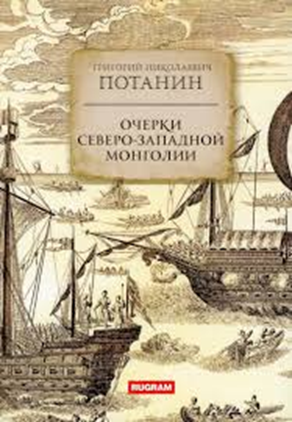 ГРИГОРИЙ НИКОЛАЕВИЧ
ПОТАНИН
ОЧЕРКИ
СЕВЕРО-ЗАПАДНОЙ
МОНГОЛИИ
RUGRAM